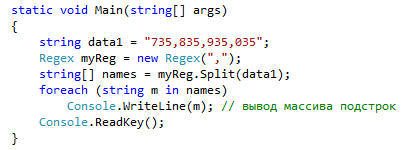 static void Main(string[] args)
{
    string data1 = "735,835,935,035";
    Regex myReg = new Regex(",");
    string[] names = myReg.Split(data1);
    foreach (string m in names)
        Console.WriteLine(m); // вывод массива подстрок
    Console.ReadKey();
}